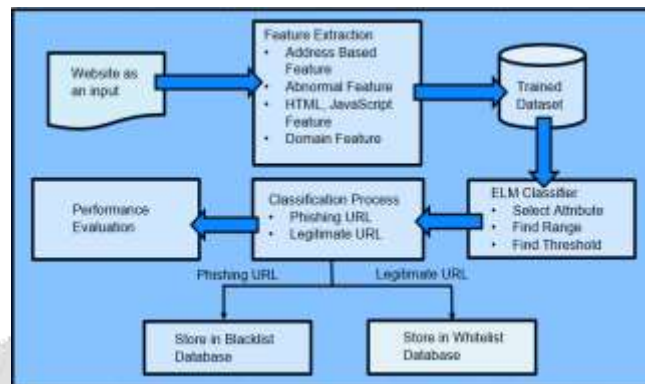 Website as
an input
Feature Extraction
• Address Based
Feature
• Abnormal Feature
• HTML, JavaScript
Feature
• Domain Feature
Trained
Dataset
ELM Classifier
• Select Attribute
• Find Range
• Find Threshold
Classification Process
• Phishing URL
• Legitimate URL
Performance
Evaluation
Phishing URL
Legitimate URL
Store in Blacklist
Database
Store in Whitelist
Database